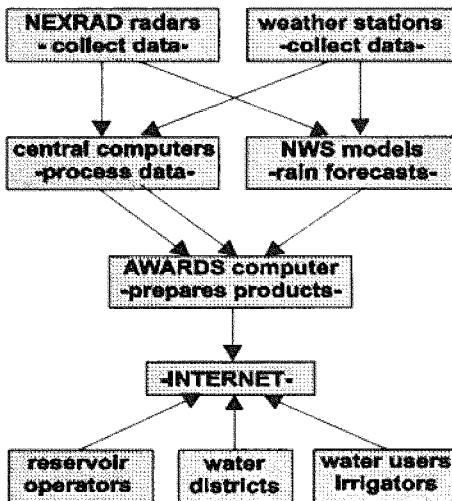 NEXRAD radars
- collect data-
weather stations
-collect data-
central computers
-process data-
NWS models
-rain forecasts-
AWARDS computer
-prepares products-
-INTERNET-
reservoir
operators
water
districts
water users
irrigators